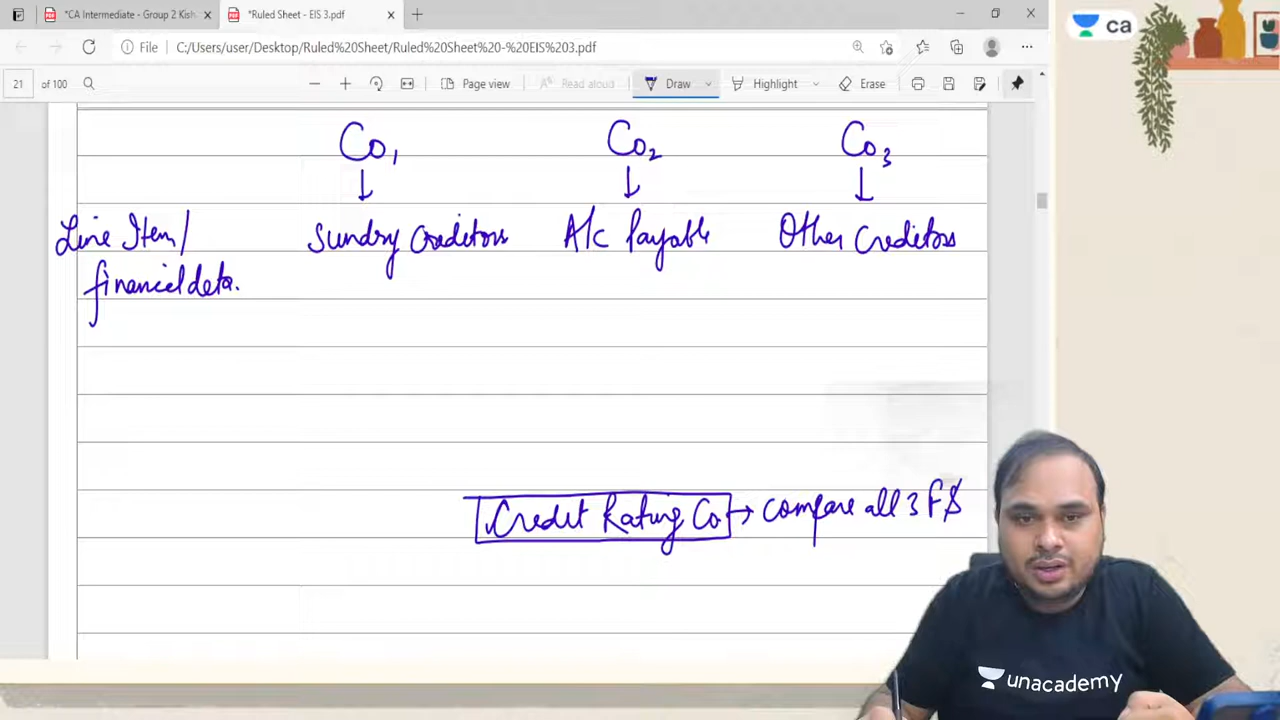 *CA Intermediate - Group 2 Kish
*Ruled Sheet - EIS 3.pdf
ca
File
C:/Users/user/Desktop/Ruled%20Sheet/Ruled%20Sheet%20-%20EIS%203.pdf
21 of 100
Page view
Read aloud
Draw
Highlight
Erase
Co1 Co2 Co3
Line Item/ Sundry Creditors A/c Payable Other Creditors
financial data.
Credit Rating Co → compare all 3 FS
unacademy